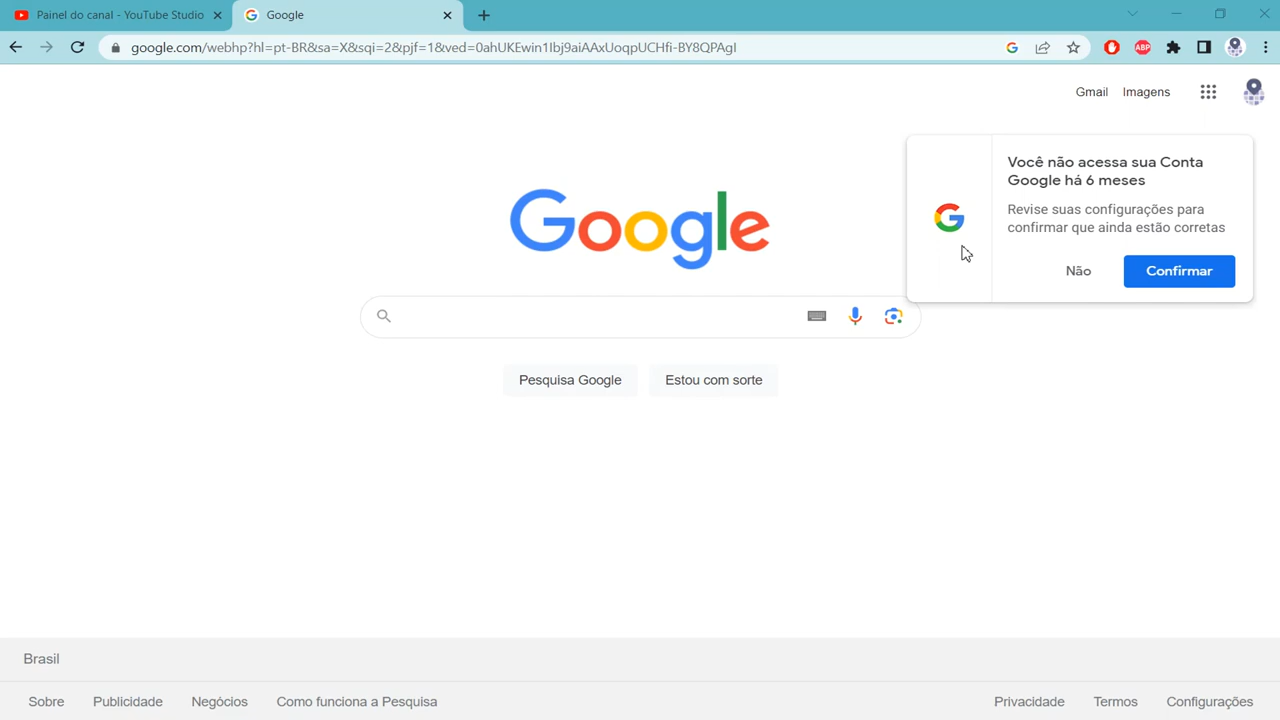 Painel do canal - YouTube Studio
Google
google.com/webhp?hl=pt-BR&sa=X&sqi=2&pjf=1&ved=0ahUKEwin1Ibj9aiAAxUoqpUCHfi-BY8QPAgI
ABP
Gmail
Imagens
Você não acessa sua Conta
Google há 6 meses
Revise suas configurações para
confirmar que ainda estão corretas
Não
Confirmar
Google
Pesquisa Google
Estou com sorte
Brasil
Sobre
Publicidade
Negócios
Como funciona a Pesquisa
Privacidade
Termos
Configurações